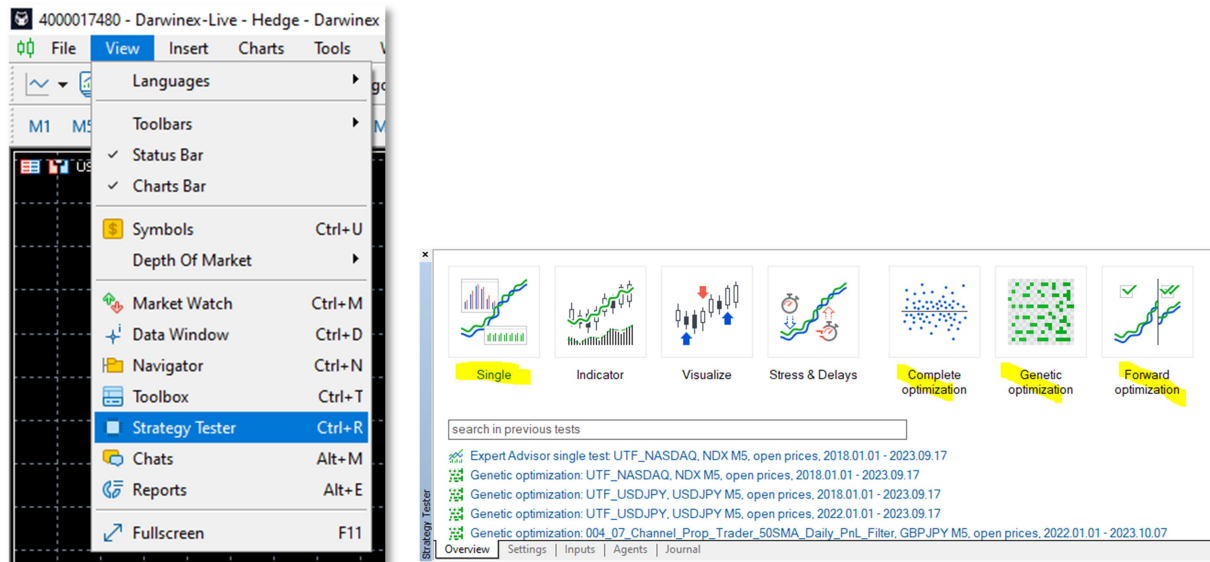 4000017480 - Darwinex-Live - Hedge - Darwinex
File View Insert Charts Tools
M1
Languages
Toolbars
Status Bar
Charts Bar
Symbols Ctrl+U
Depth Of Market
Market Watch Ctrl+M
Data Window Ctrl+D
Navigator Ctrl+N
Toolbox Ctrl+T
Strategy Tester Ctrl+R
Chats Alt+M
Reports Alt+E
Fullscreen F11
Single Indicator Visualize Stress & Delays Complete Genetic Forward
optimization optimization optimization
search in previous tests
Expert Advisor single test: UTF_NASDAQ, NDX M5, open prices, 2018.01.01 - 2023.09.17
Genetic optimization: UTF_NASDAQ, NDX M5, open prices, 2018.01.01 - 2023.09.17
Genetic optimization: UTF_USDJPY, USDJPY M5, open prices, 2018.01.01 - 2023.09.17
Genetic optimization: UTF_USDJPY, USDJPY M5, open prices, 2022.01.01 - 2023.09.17
Genetic optimization: 004_07_Channel_Prop_Trader_50SMA_Daily_PnL_Filter, GBPJPY M5, open prices, 2022.01.01 - 2023.10.07
Overview Settings Inputs Agents Journal
Strategy Tester